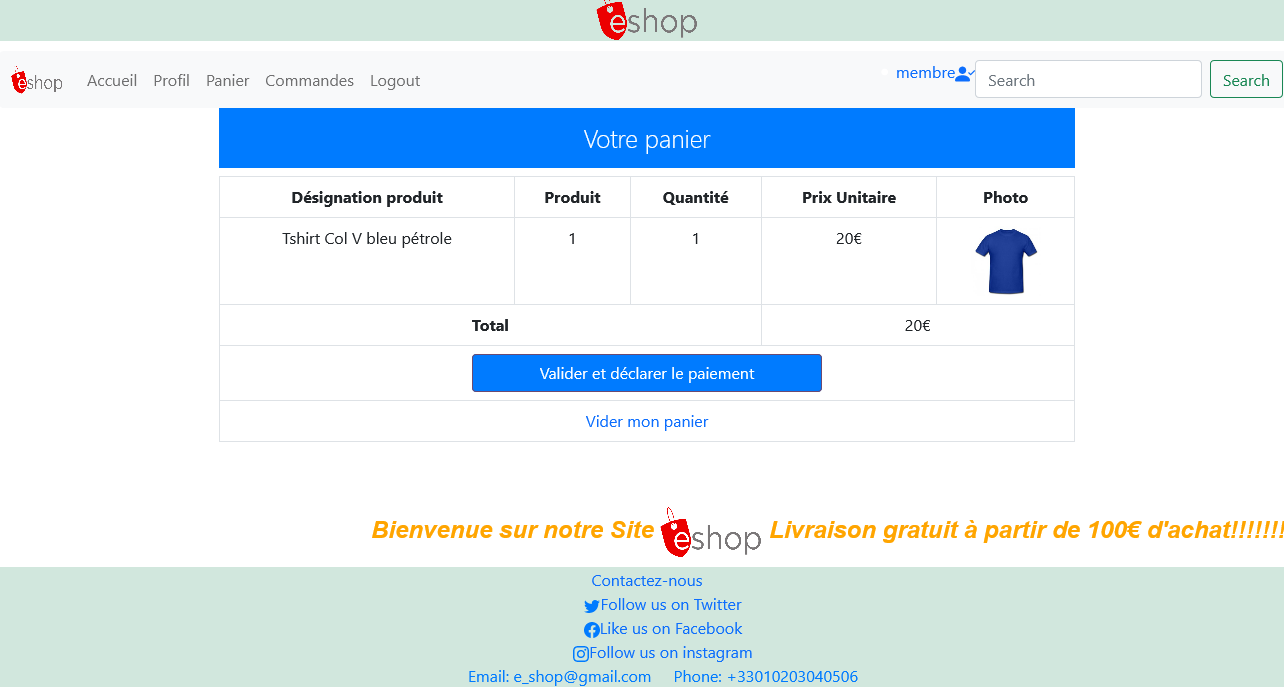 eshop
eshop Accueil Profil Panier Commandes Logout membre Search Search
Votre panier
Désignation produit Produit Quantité Prix Unitaire Photo
Tshirt Col V bleu pétrole 1 1 20€
Total 20€
Valider et déclarer le paiement
Vider mon panier
Bienvenue sur notre Site eshop Livraison gratuit à partir de 100€ d'achat!!!!!!!
Contactez-nous
Follow us on Twitter
Like us on Facebook
Follow us on instagram
Email: e_shop@gmail.com Phone: +33010203040506